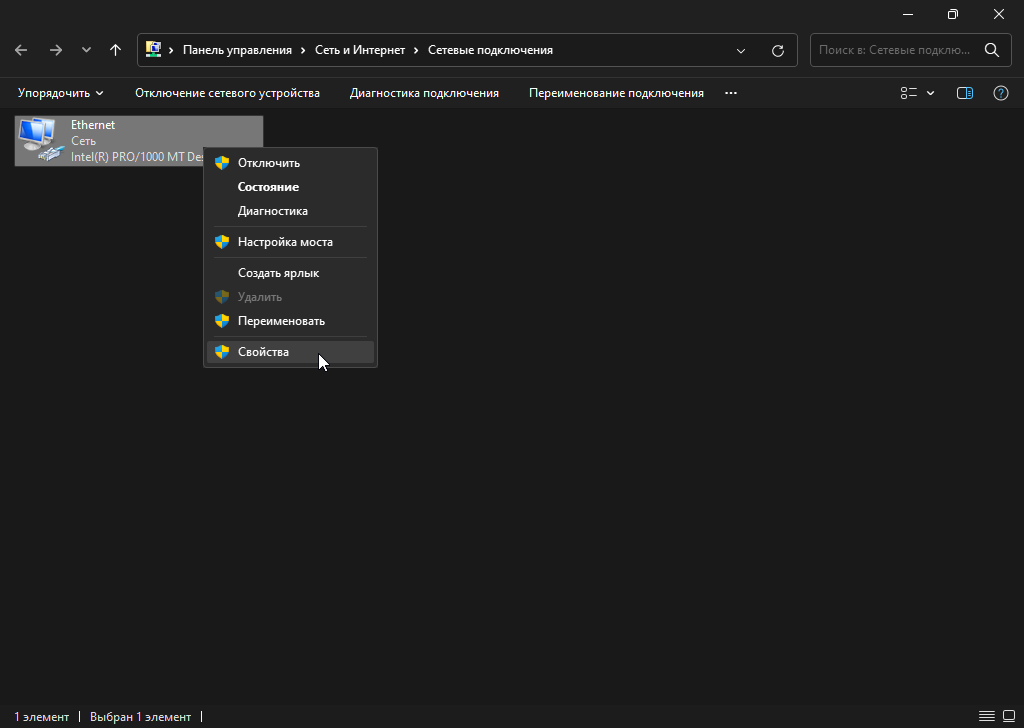 Панель управления > Сеть и Интернет > Сетевые подключения
Поиск в: Сетевые подклю...
Упорядочить Отключение сетевого устройства Диагностика подключения Переименование подключения ...
Ethernet
Сеть
Intel(R) PRO/1000 MT
Отключить
Состояние
Диагностика
Настройка моста
Создать ярлык
Удалить
Переименовать
Свойства
1 элемент | Выбран 1 элемент |